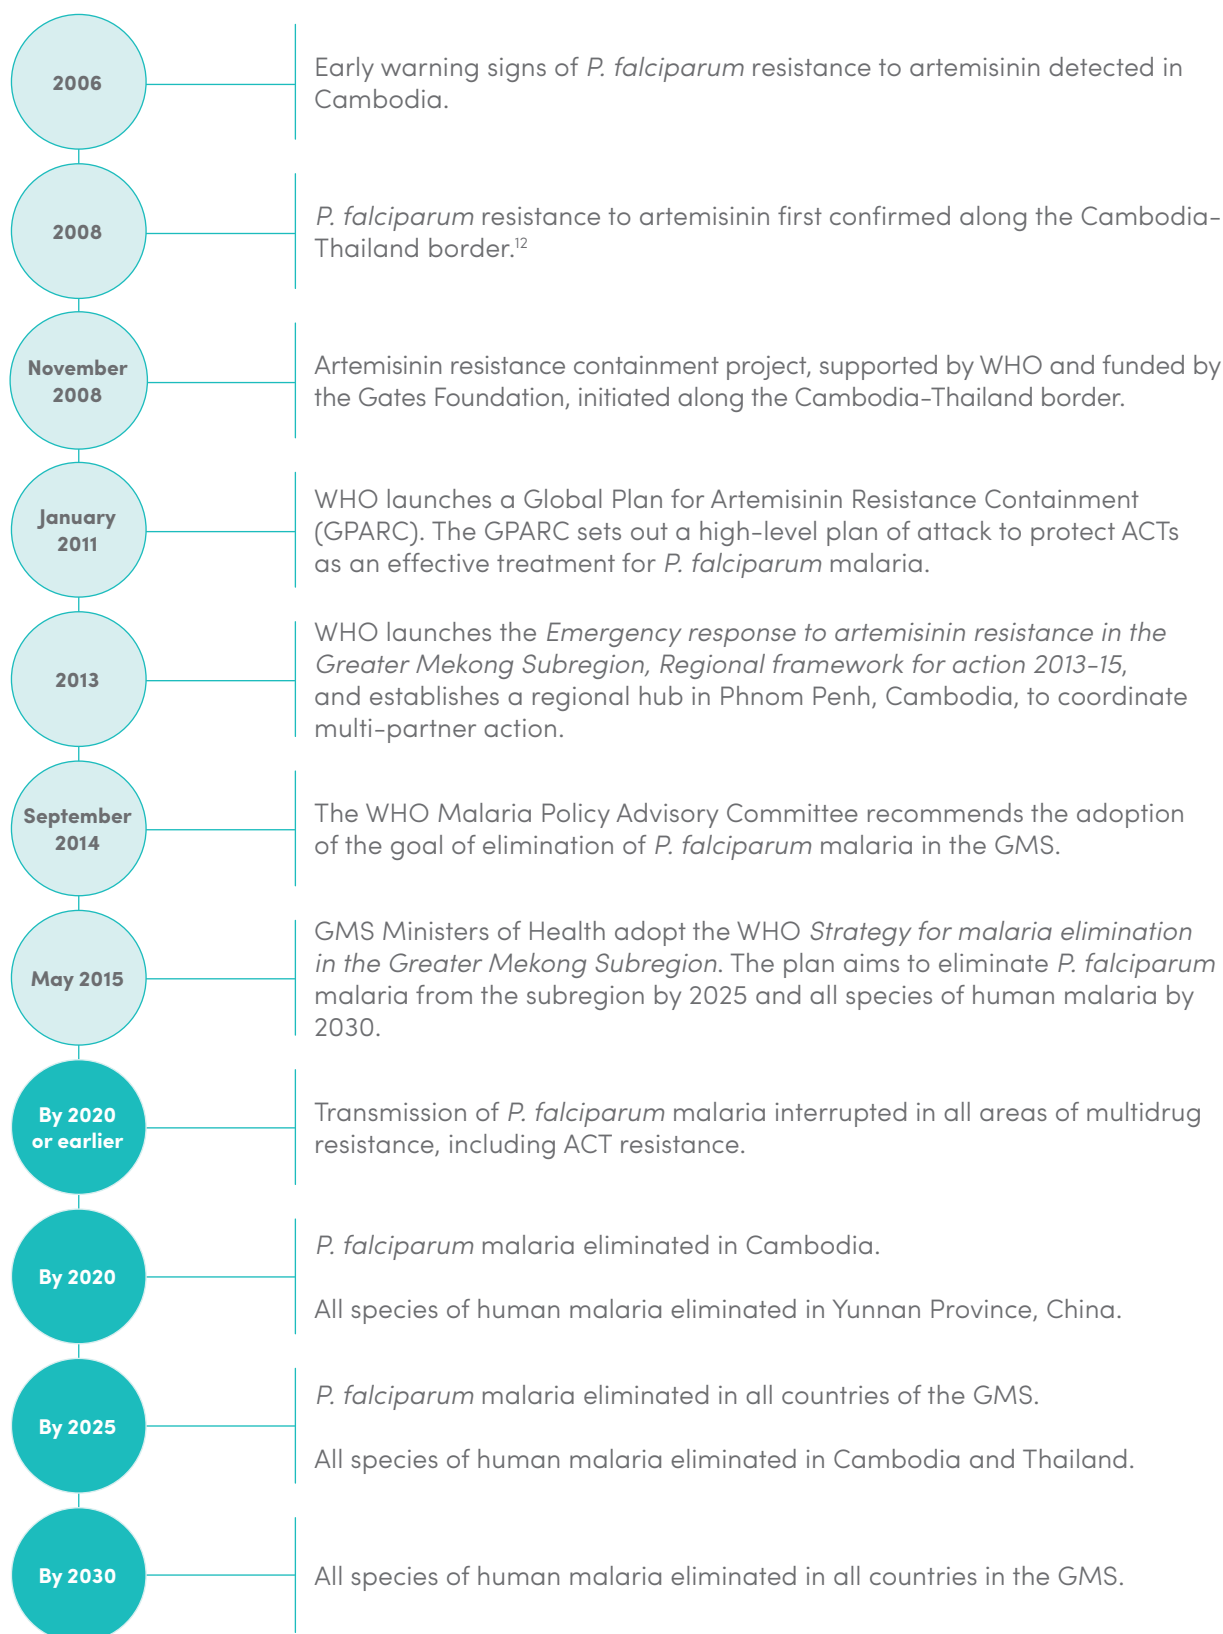 2006
Early warning signs of P. falciparum resistance to artemisinin detected in
Cambodia.
2008
P. falciparum resistance to artemisinin first confirmed along the Cambodia-
Thailand border.12
November
2008
Artemisinin resistance containment project, supported by WHO and funded by
the Gates Foundation, initiated along the Cambodia-Thailand border.
January
2011
WHO launches a Global Plan for Artemisinin Resistance Containment
(GPARC). The GPARC sets out a high-level plan of attack to protect ACTs
as an effective treatment for P. falciparum malaria.
2013
WHO launches the Emergency response to artemisinin resistance in the
Greater Mekong Subregion, Regional framework for action 2013-15,
and establishes a regional hub in Phnom Penh, Cambodia, to coordinate
multi-partner action.
September
2014
The WHO Malaria Policy Advisory Committee recommends the adoption
of the goal of elimination of P. falciparum malaria in the GMS.
May 2015
GMS Ministers of Health adopt the WHO Strategy for malaria elimination
in the Greater Mekong Subregion. The plan aims to eliminate P. falciparum
malaria from the subregion by 2025 and all species of human malaria by
2030.
By 2020
or earlier
Transmission of P. falciparum malaria interrupted in all areas of multidrug
resistance, including ACT resistance.
By 2020
P. falciparum malaria eliminated in Cambodia.
All species of human malaria eliminated in Yunnan Province, China.
By 2025
P. falciparum malaria eliminated in all countries of the GMS.
All species of human malaria eliminated in Cambodia and Thailand.
By 2030
All species of human malaria eliminated in all countries in the GMS.